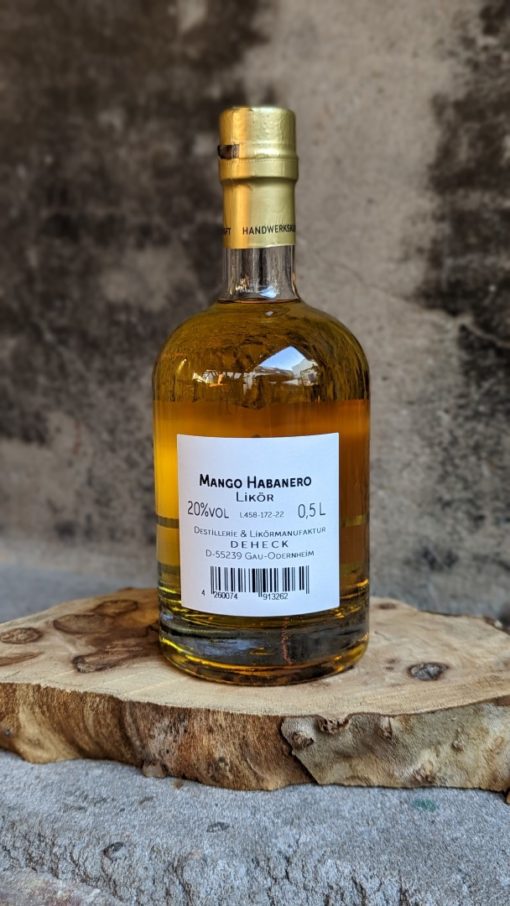 HANDWERKS
MANGO HABANERO
LIKÖR
20%VOL L458-172-22 0,5 L
DESTILLERIE & LIKÖRMANUFAKTUR
DEHECK
D-55239 GAU-ODERNHEIM
4 260074 913262